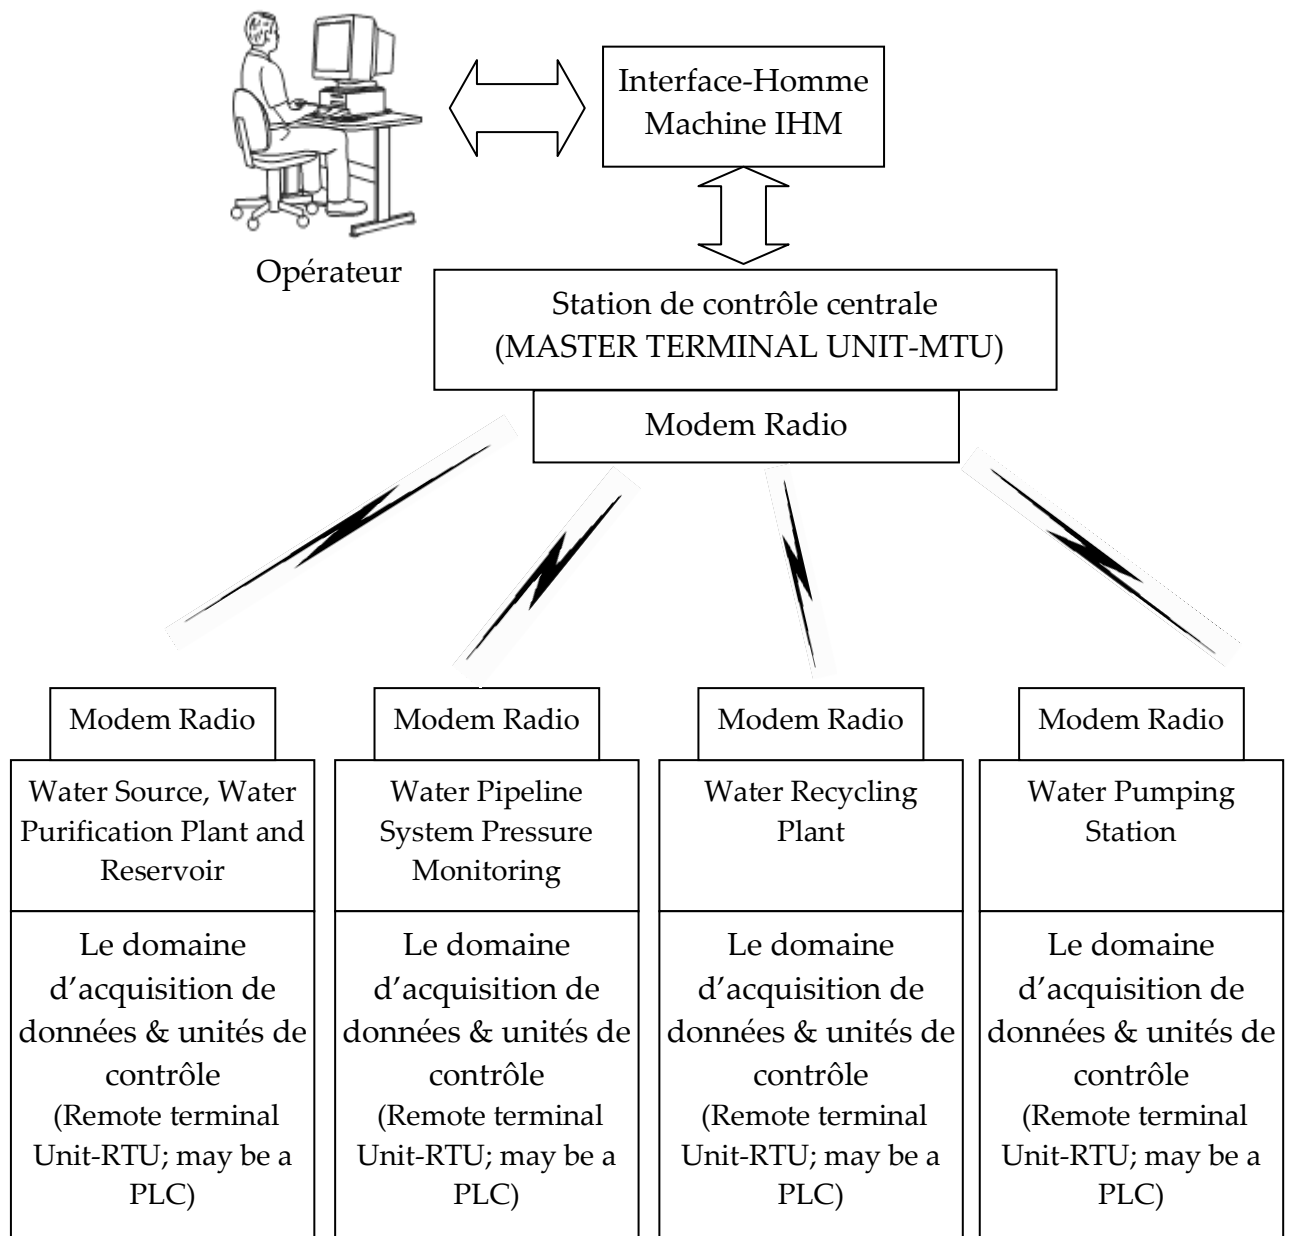 Interface-Homme
Machine IHM
Opérateur
Station de contrôle centrale
(MASTER TERMINAL UNIT-MTU)
Modem Radio
Modem Radio
Water Source, Water
Purification Plant and
Reservoir
Le domaine
d’acquisition de
données & unités de
contrôle
(Remote terminal
Unit-RTU; may be a
PLC)
Modem Radio
Water Pipeline
System Pressure
Monitoring
Le domaine
d’acquisition de
données & unités de
contrôle
(Remote terminal
Unit-RTU; may be a
PLC)
Modem Radio
Water Recycling
Plant
Le domaine
d’acquisition de
données & unités de
contrôle
(Remote terminal
Unit-RTU; may be a
PLC)
Modem Radio
Water Pumping
Station
Le domaine
d’acquisition de
données & unités de
contrôle
(Remote terminal
Unit-RTU; may be a
PLC)